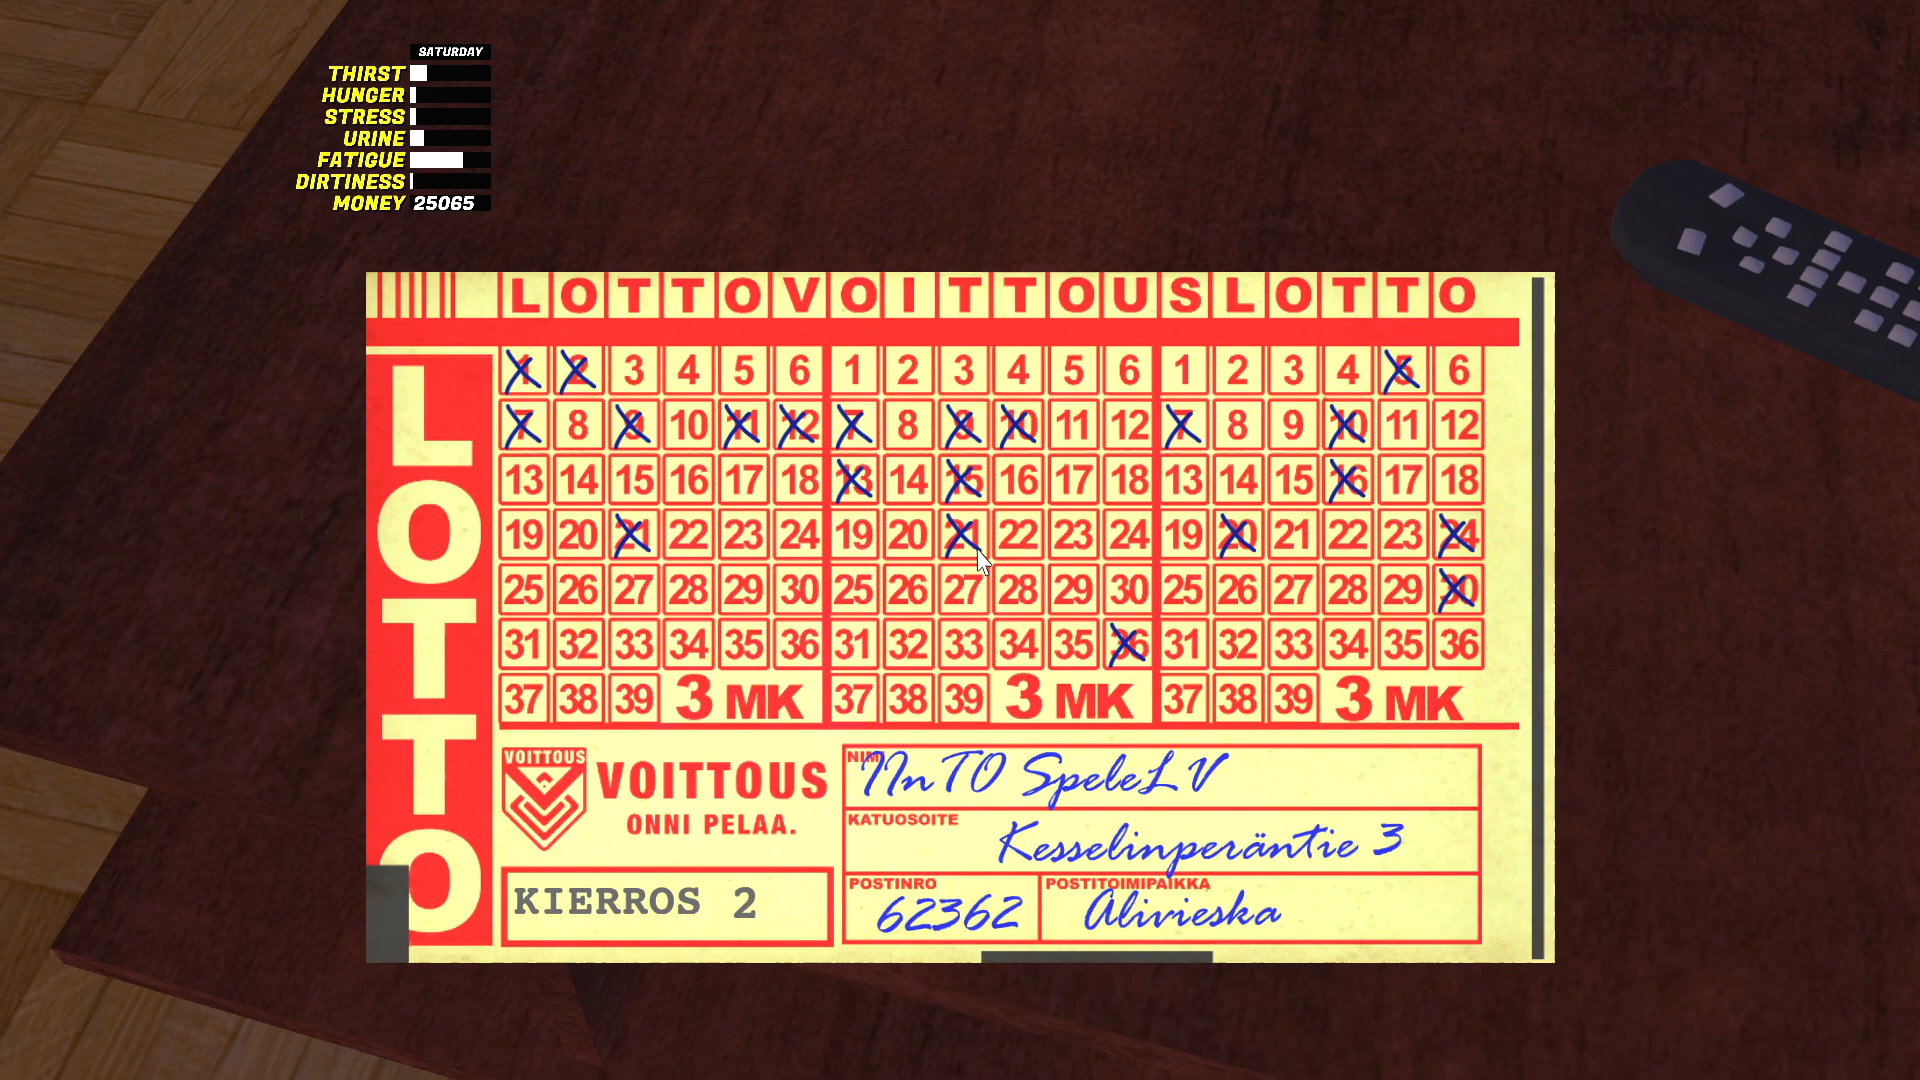 SATURDAY
THIRST
HUNGER
STRESS
URINE
FATIGUE
DIRTINESS
MONEY 25065
LOTTOVOITTOUSLOTTO
LOTTO
1 2 3 4 5 6 1 2 3 4 5 6 1 2 3 4 5 6
7 8 9 10 11 12 7 8 9 10 11 12 7 8 9 10 11 12
13 14 15 16 17 18 13 14 15 16 17 18 13 14 15 16 17 18
19 20 21 22 23 24 19 20 21 22 23 24 19 20 21 22 23 24
25 26 27 28 29 30 25 26 27 28 29 30 25 26 27 28 29 30
31 32 33 34 35 36 31 32 33 34 35 36 31 32 33 34 35 36
37 38 39 3 MK 37 38 39 3 MK 37 38 39 3 MK
VOITTOUS
VOITTOUS
ONNI PELAA.
KIERROS 2
NIMI
SpeleLV
KATUOSOITE
Kesselinperäntie 3
POSTINRO
62362
POSTITOIMIPAIKKA
Alivieska